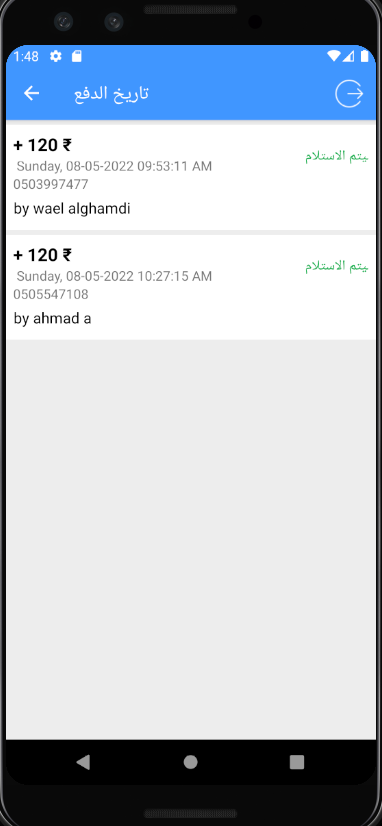 1:48
تاريخ الدفع
+ 120 ₹
يتم الاستلام
Sunday, 08-05-2022 09:53:11 AM
0503997477
by wael alghamdi
+ 120 ₹
يتم الاستلام
Sunday, 08-05-2022 10:27:15 AM
0505547108
by ahmad a